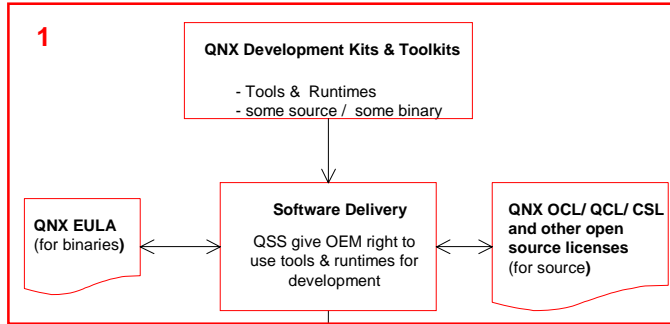 1
QNX Development Kits & Toolkits
- Tools & Runtimes
- some source / some binary
QNX EULA
(for binaries)
Software Delivery
QSS give OEM right to
use tools & runtimes for
development
QNX OCL/ QCL/ CSL
and other open
source licenses
(for source)